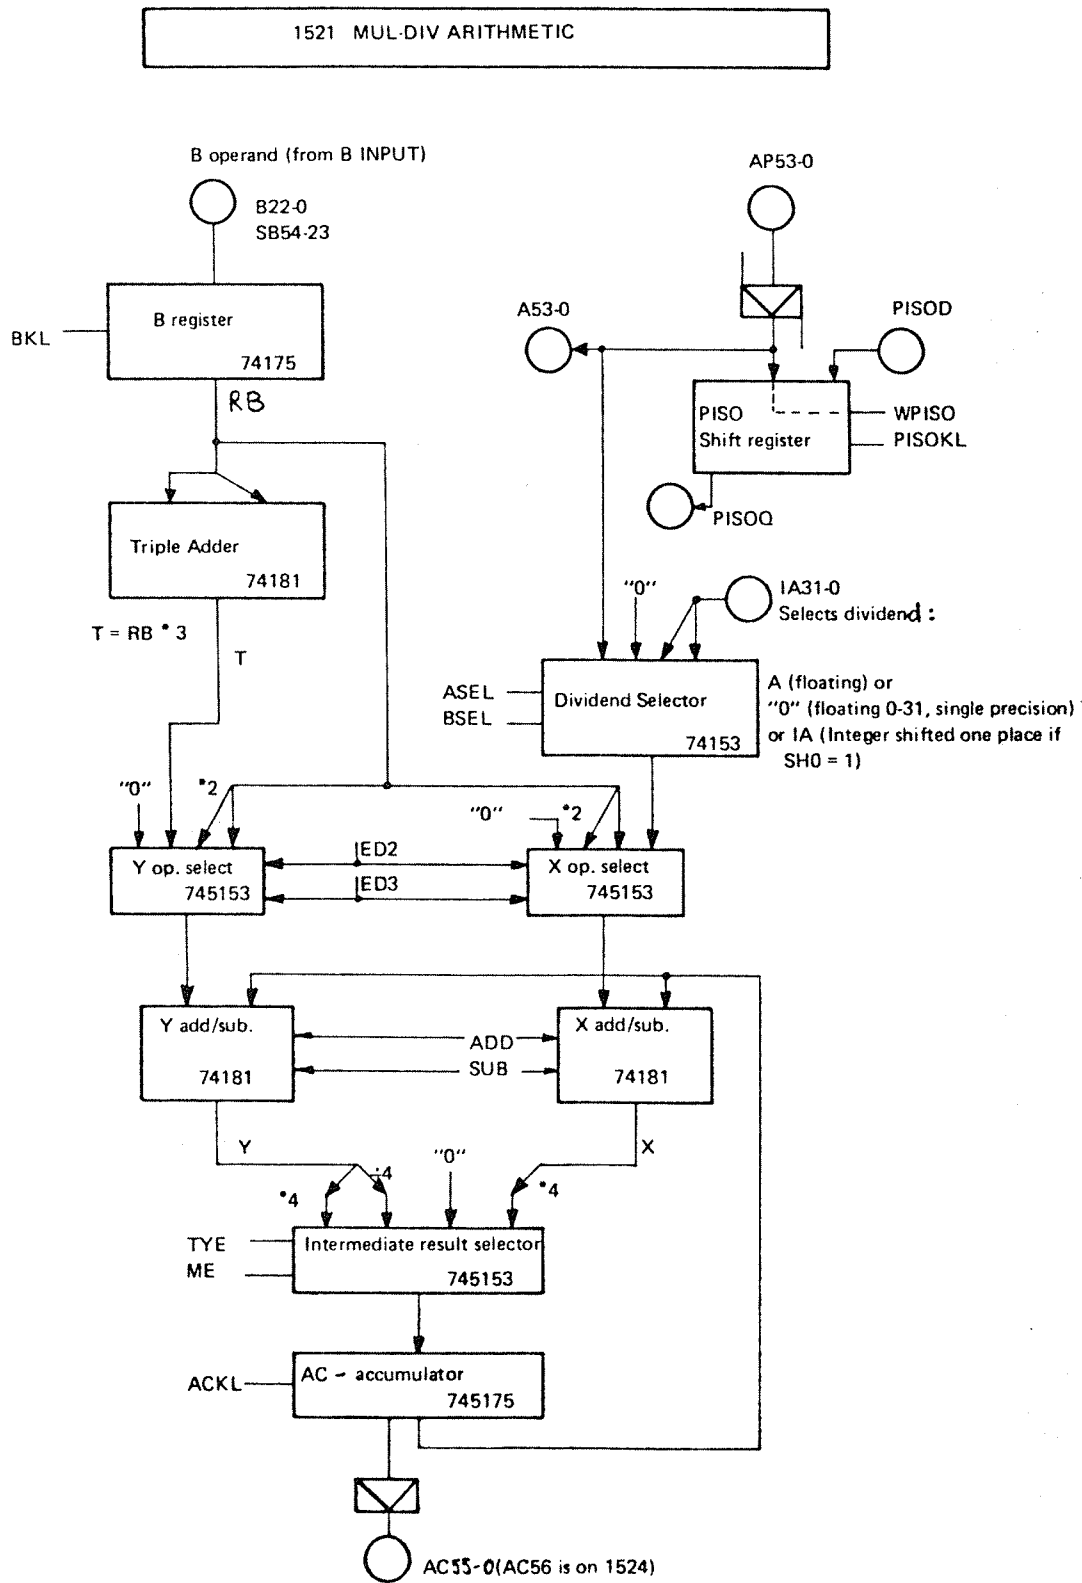 1521 MUL-DIV ARITHMETIC
B operand (from B INPUT)
B22-0
SB54-23
B register
74175
BKL
RB
Triple Adder
74181
T = RB * 3
T
AP53-0
A53-0
PISOD
PISO
Shift register
WPISO
PISOKL
PISOQ
"0"
IA31-0
Selects dividend:
ASEL
BSEL
Dividend Selector
74153
A (floating) or
"0" (floating 0-31, single precision)
or IA (Integer shifted one place if
SH0 = 1)
"0"
*2
"0"
*2
Y op. select
745153
IED2
IED3
X op. select
745153
Y add/sub.
74181
ADD
SUB
X add/sub.
74181
Y
X
*4
÷4
"0"
*4
TYE
ME
Intermediate result selector
745153
ACKL
AC - accumulator
745175
AC55-0(AC56 is on 1524)